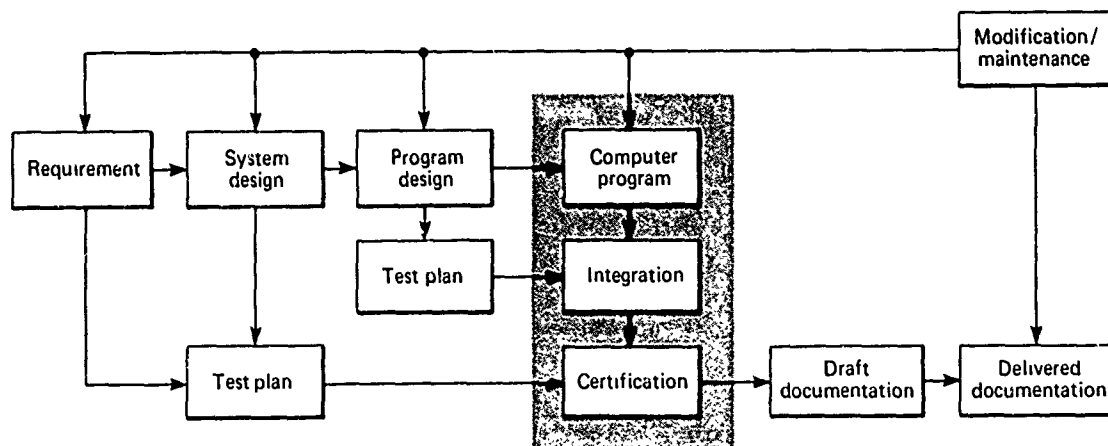 Modification/
maintenance
Requirement
System
design
Program
design
Computer
program
Test plan
Integration
Test plan
Certification
Draft
documentation
Delivered
documentation